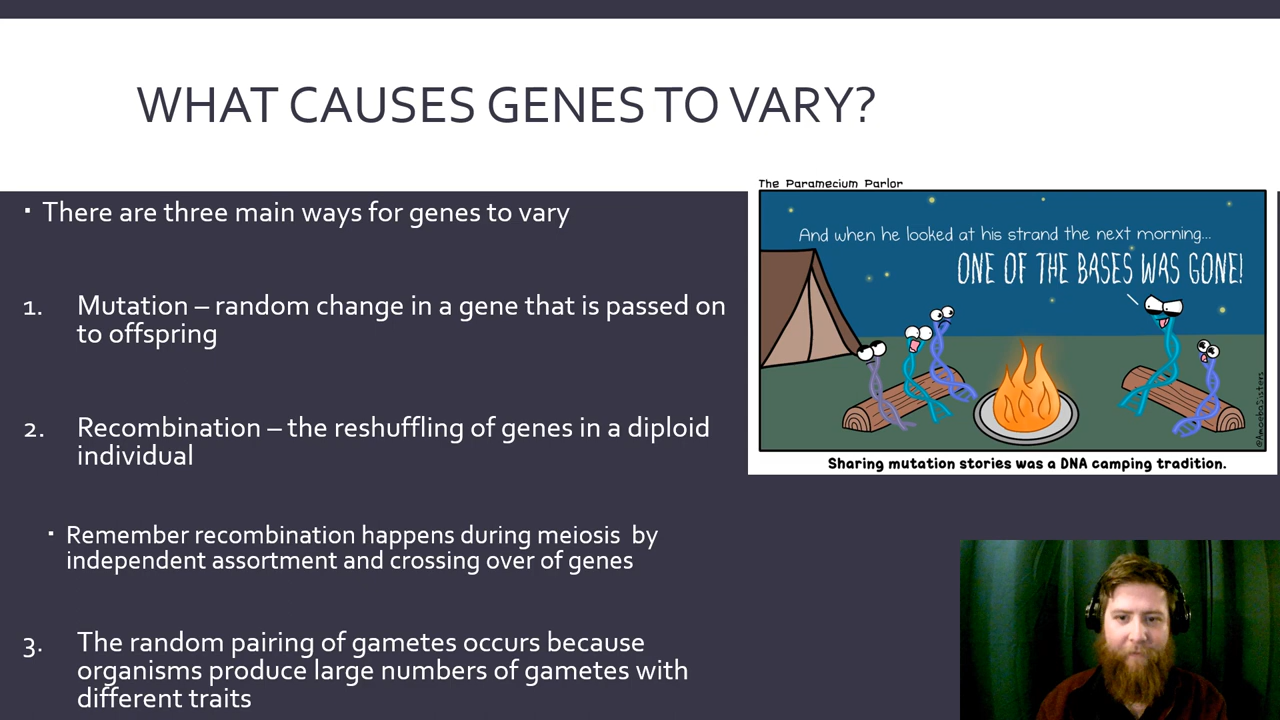 WHAT CAUSES GENES TO VARY?
▪ There are three main ways for genes to vary
1. Mutation – random change in a gene that is passed on
to offspring
2. Recombination – the reshuffling of genes in a diploid
individual
▪ Remember recombination happens during meiosis by
independent assortment and crossing over of genes
3. The random pairing of gametes occurs because
organisms produce large numbers of gametes with
different traits
The Paramecium Parlor
And when he looked at his strand the next morning...
ONE OF THE BASES WAS GONE!
@AmoebaSisters
Sharing mutation stories was a DNA camping tradition.